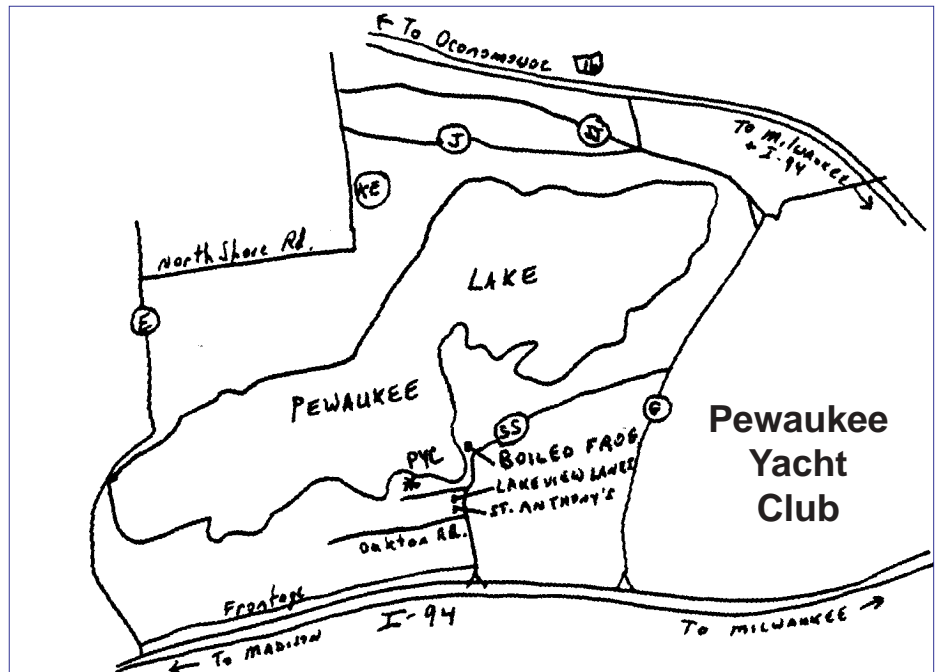 ← To Oconomowoc
16
To Milwaukee
+ I-94
J
JJ
KE
North Shore Rd.
LAKE
E
PEWAUKEE
G
SS
Pewaukee
Yacht
Club
PYC
BOILED FROG
LAKEVIEW LANES
ST. ANTHONY'S
Oakton Rd.
Frontage
I-94
To MILWAUKEE →
← To MADISON